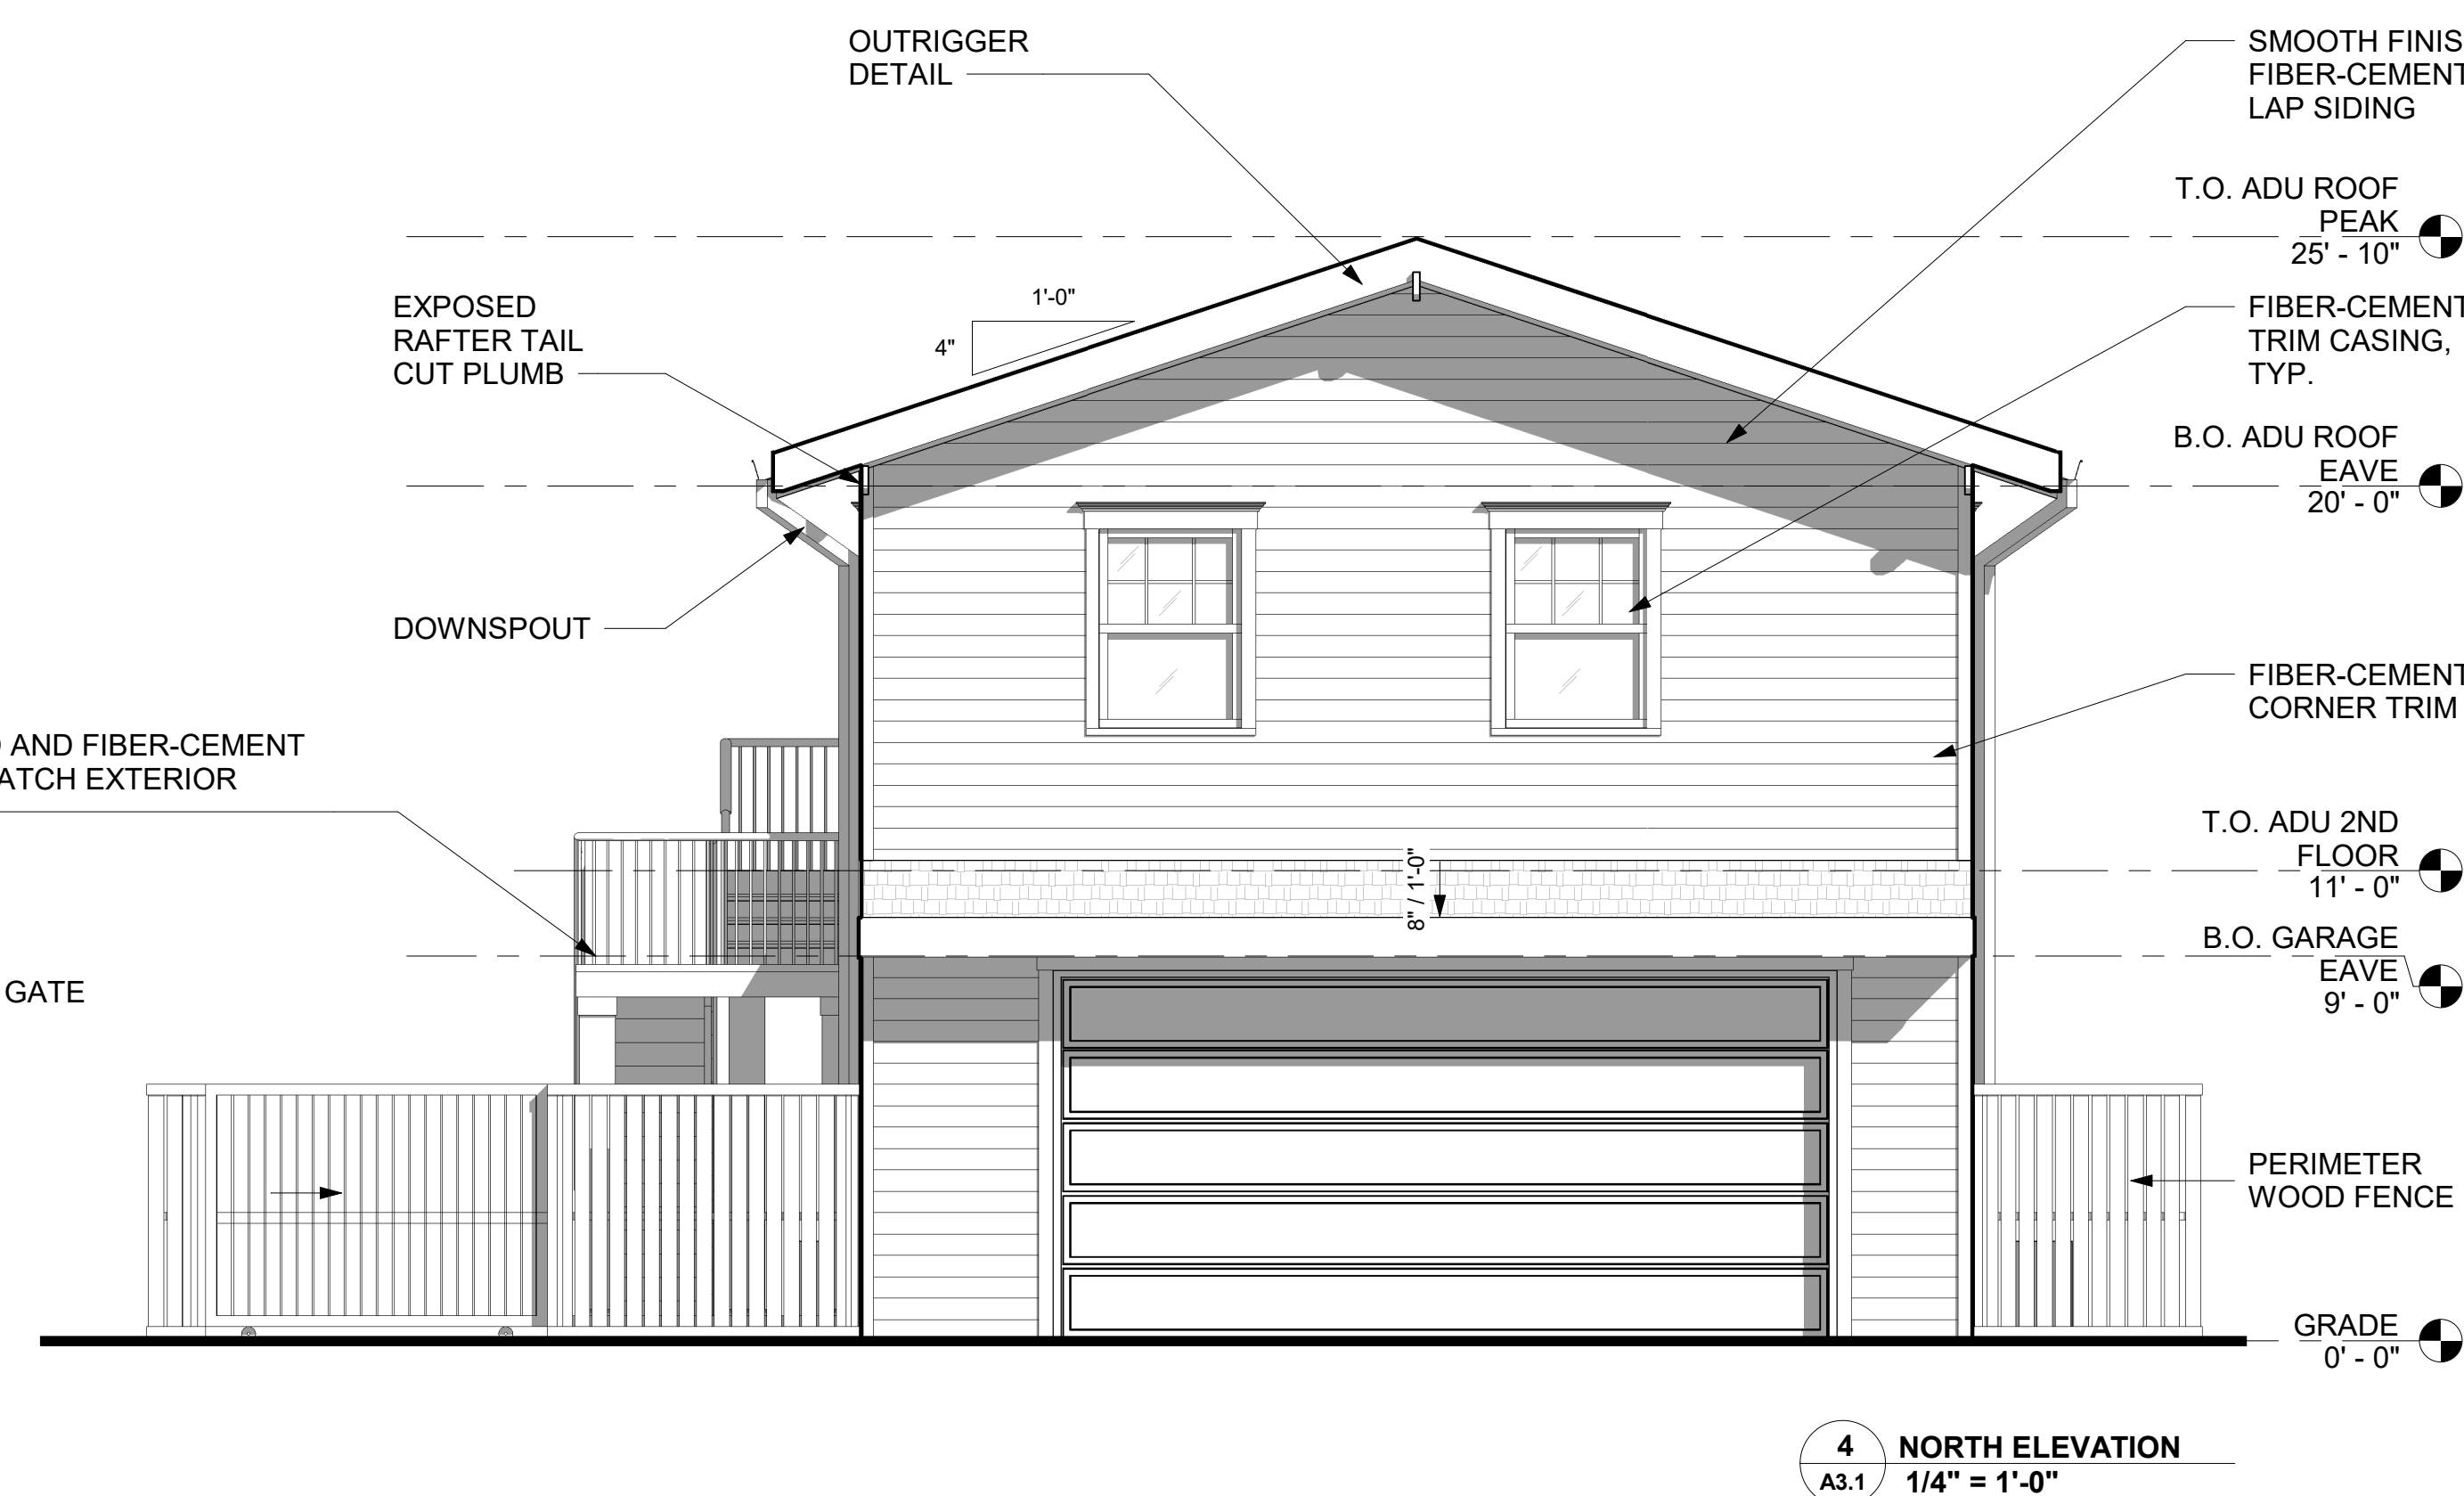 OUTRIGGER
DETAIL
SMOOTH FINIS
FIBER-CEMENT
LAP SIDING
T.O. ADU ROOF
PEAK
25' - 10"
EXPOSED
RAFTER TAIL
CUT PLUMB
1'-0"
4"
FIBER-CEMENT
TRIM CASING,
TYP.
B.O. ADU ROOF
EAVE
20' - 0"
DOWNSPOUT
FIBER-CEMENT
CORNER TRIM
AND FIBER-CEMENT
ATCH EXTERIOR
T.O. ADU 2ND
FLOOR
11' - 0"
8" / 1'-0"
B.O. GARAGE
EAVE
9' - 0"
GATE
PERIMETER
WOOD FENCE
GRADE
0' - 0"
4
A3.1
NORTH ELEVATION
1/4" = 1'-0"